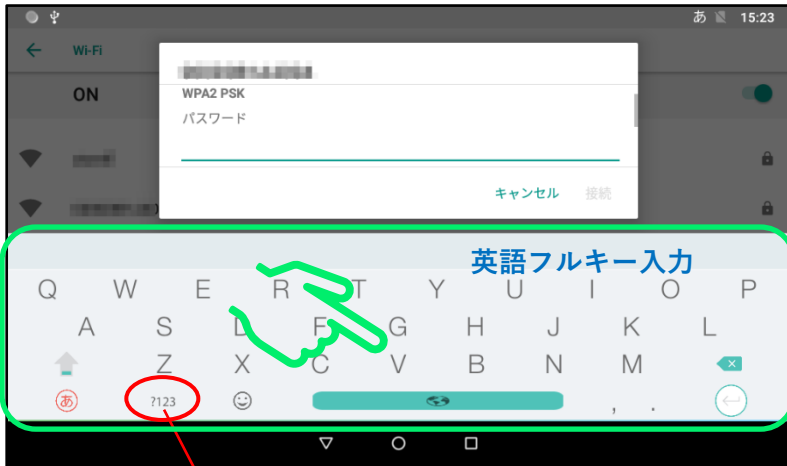 あ 15:23
Wi-Fi
ON
WPA2 PSK
パスワード
キャンセル 接続
英語フルキー入力
Q W E R T Y U I O P
A S D F G H J K L
Z X C V B N M
あ ?123 , .